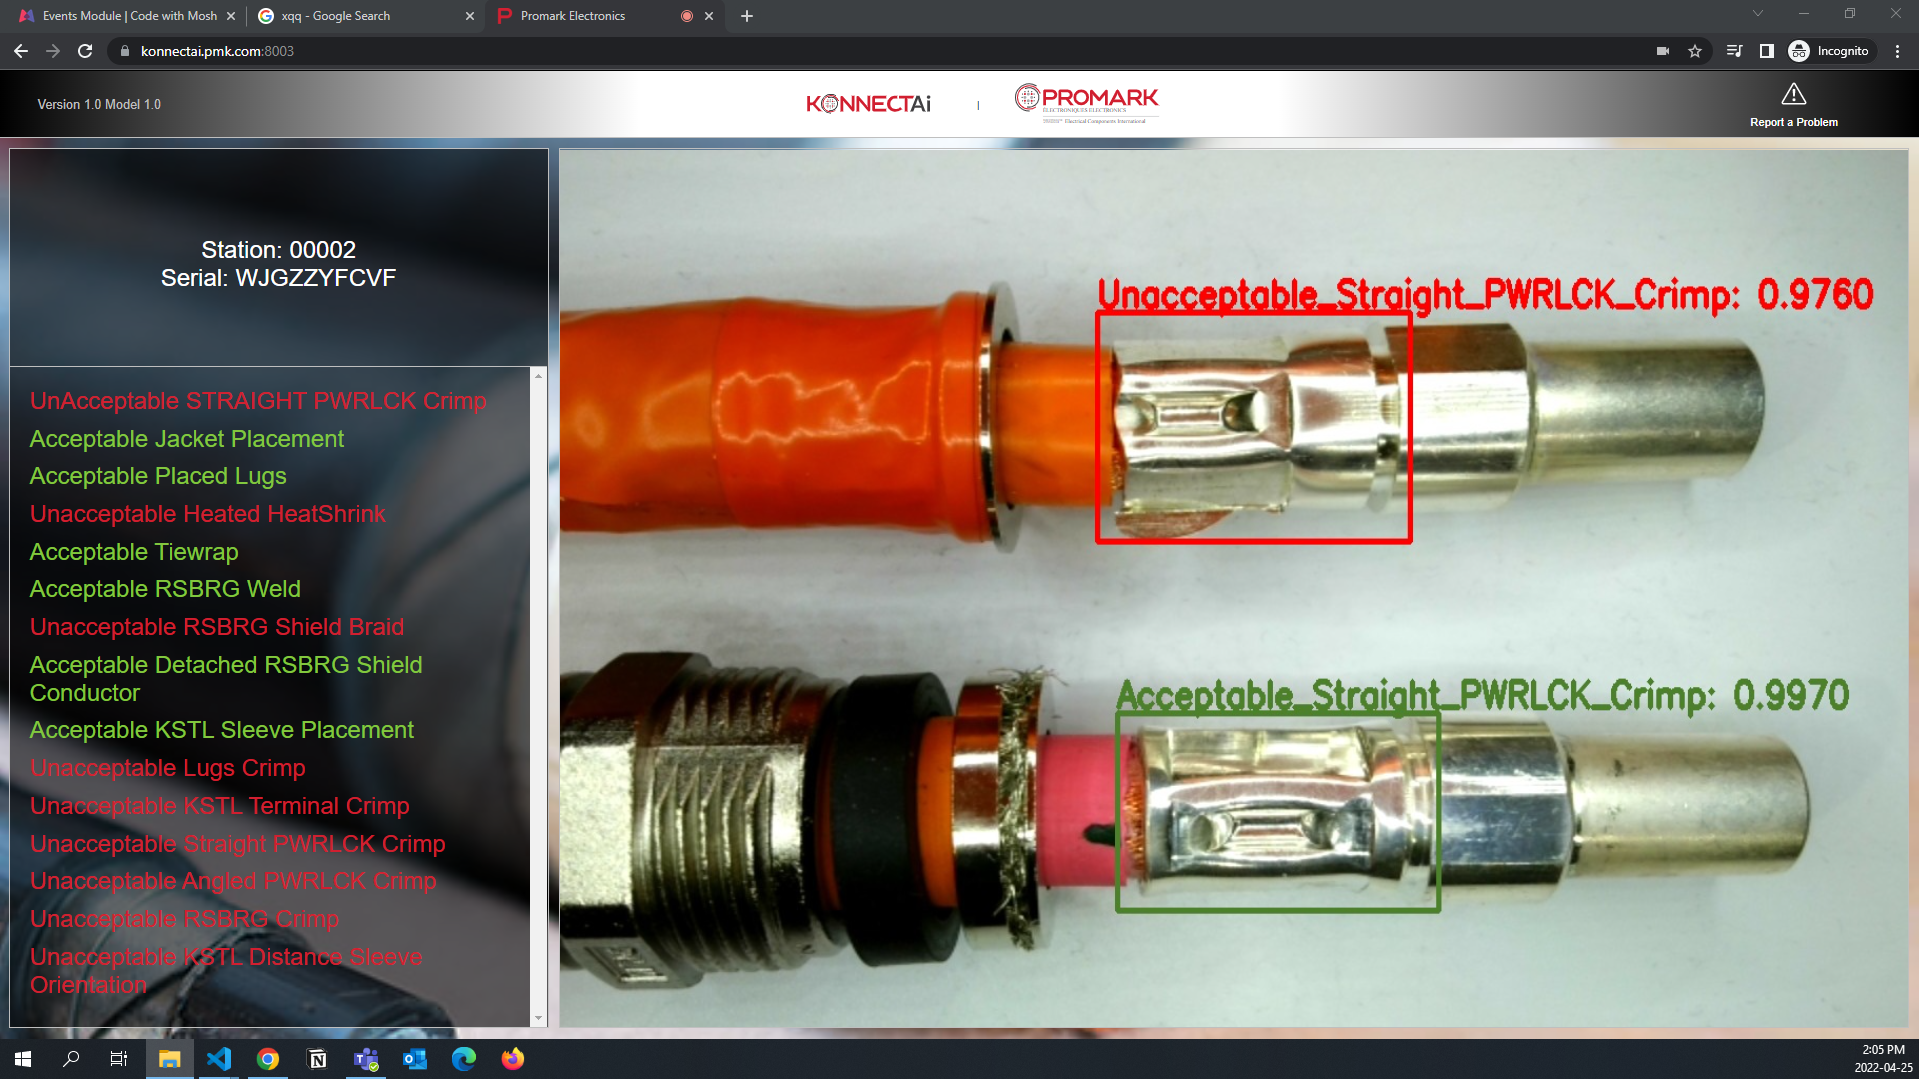 Events Module | Code with Mosh
xqq - Google Search
Promark Electronics
konnectai.pmk.com:8003
Incognito
Version 1.0 Model 1.0
KONNECTAi
PROMARK
ELECTRONIQUES ELECTRONICS
Electrical Components International
Report a Problem
Station: 00002
Serial: WJGZZYFCVF
UnAcceptable STRAIGHT PWRLCK Crimp
Acceptable Jacket Placement
Acceptable Placed Lugs
Unacceptable Heated HeatShrink
Acceptable Tiewrap
Acceptable RSBRG Weld
Unacceptable RSBRG Shield Braid
Acceptable Detached RSBRG Shield
Conductor
Acceptable KSTL Sleeve Placement
Unacceptable Lugs Crimp
Unacceptable KSTL Terminal Crimp
Unacceptable Straight PWRLCK Crimp
Unacceptable Angled PWRLCK Crimp
Unacceptable RSBRG Crimp
Unacceptable KSTL Distance Sleeve
Orientation
Unacceptable_Straight_PWRLCK_Crimp: 0.9760
Acceptable_Straight_PWRLCK_Crimp: 0.9970
2:05 PM
2022-04-25